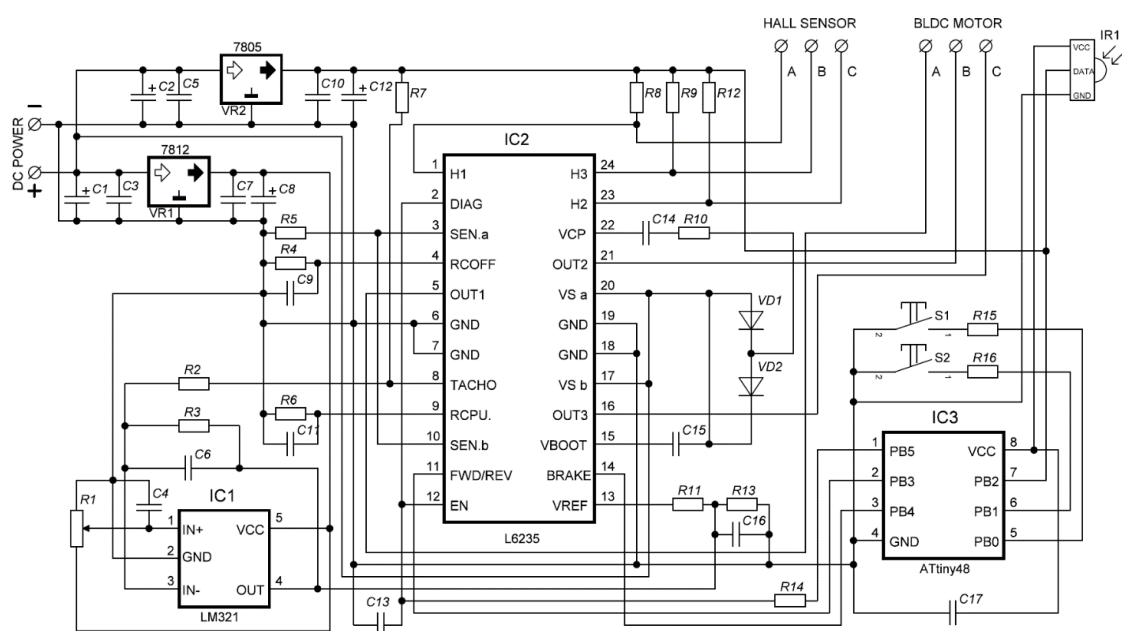 HALL SENSOR BLDC MOTOR
IR1
7805
VCC
A B C A B C
DATA
C2 C5 C10 C12 R7 R8 R9 R12
GND
VR2
−
DC POWER
+
IC2
7812
1 H1 H3 24
C1 C3 C7 C8
2 DIAG H2 23
VR1
R5 C14 R10
3 SEN.a VCP 22
R4
4 RCOFF OUT2 21
C9
5 OUT1 VS a 20
VD1
S1 R15
2 1
6 GND GND 19
7 GND GND 18
S2 R16
2 1
R2
8 TACHO VS b 17
VD2
R6
9 RCPU. OUT3 16
R3
C11 C15
IC3
10 SEN.b VBOOT 15
1 PB5 VCC 8
C6
11 FWD/REV BRAKE 14
2 PB3 PB2 7
R1 C4 IC1
R11 R13
12 EN VREF 13
3 PB4 PB1 6
1 IN+ VCC 5
C16
L6235
4 GND PB0 5
2 GND
ATtiny48
3 IN- OUT 4
R14
LM321
C13 C17